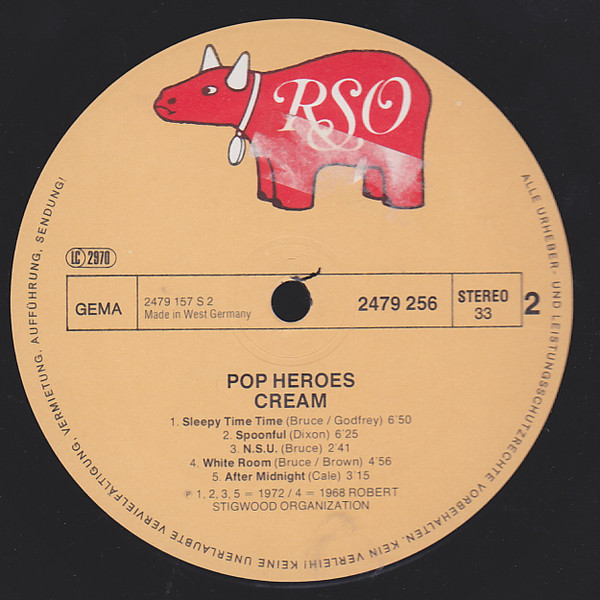 RSO
LC 2970
GEMA
2479 157 S 2
Made in West Germany
2479 256
STEREO
33
2
POP HEROES
CREAM
1. Sleepy Time Time (Bruce / Godfrey) 6'50
2. Spoonful (Dixon) 6'25
3. N.S.U. (Bruce) 2'41
4. White Room (Bruce / Brown) 4'56
5. After Midnight (Cale) 3'15
℗ 1, 2, 3, 5 = 1972 / 4 = 1968 ROBERT
STIGWOOD ORGANIZATION
ALLE URHEBER- UND LEISTUNGSSCHUTZRECHTE VORBEHALTEN. KEIN VERLEIH! KEINE UNERLAUBTE VERVIELFÄLTIGUNG, VERMIETUNG, AUFFÜHRUNG, SENDUNG!